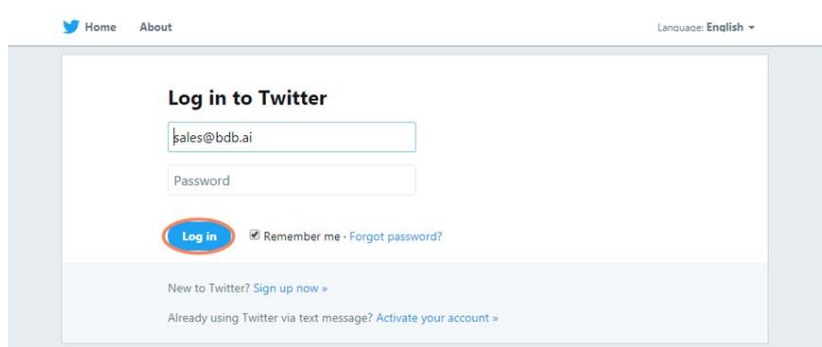 Home About Language: English
Log in to Twitter
sales@bdb.ai
Password
Log in Remember me · Forgot password?
New to Twitter? Sign up now »
Already using Twitter via text message? Activate your account »